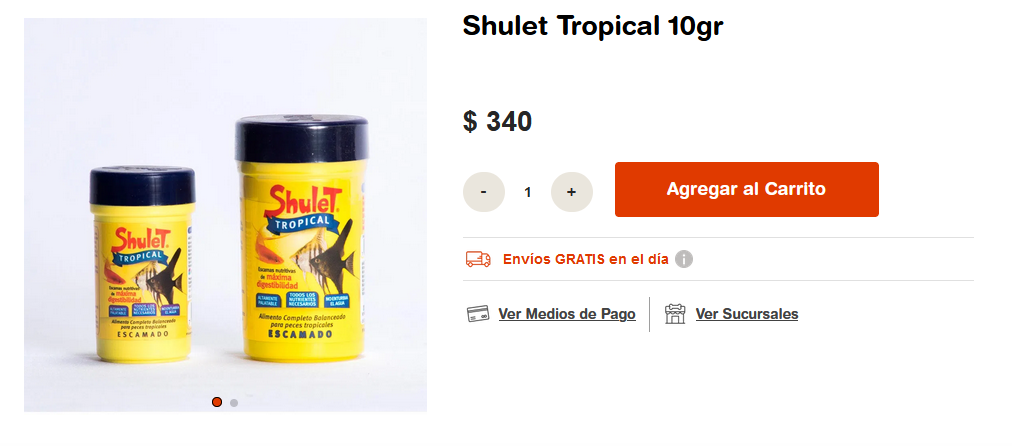 Shulet Tropical 10gr
$ 340
- 1 +
Agregar al Carrito
Envíos GRATIS en el día i
Ver Medios de Pago
Ver Sucursales
ShuleT
TROPICAL
Escamas nutritivas
de máxima
digestibilidad
ALTAMENTE
PALATABLE
TODOS LOS
NUTRIENTES
NECESARIOS
NO ENTURBIA
EL AGUA
Alimento Completo Balanceado
para peces tropicales
ESCAMADO
ShuleT
TROPICAL
Escamas nutritivas
de máxima
digestibilidad
ALTAMENTE
PALATABLE
TODOS LOS
NUTRIENTES
NECESARIOS
NO ENTURBIA
EL AGUA
Alimento Completo Balanceado
para peces tropicales
ESCAMADO